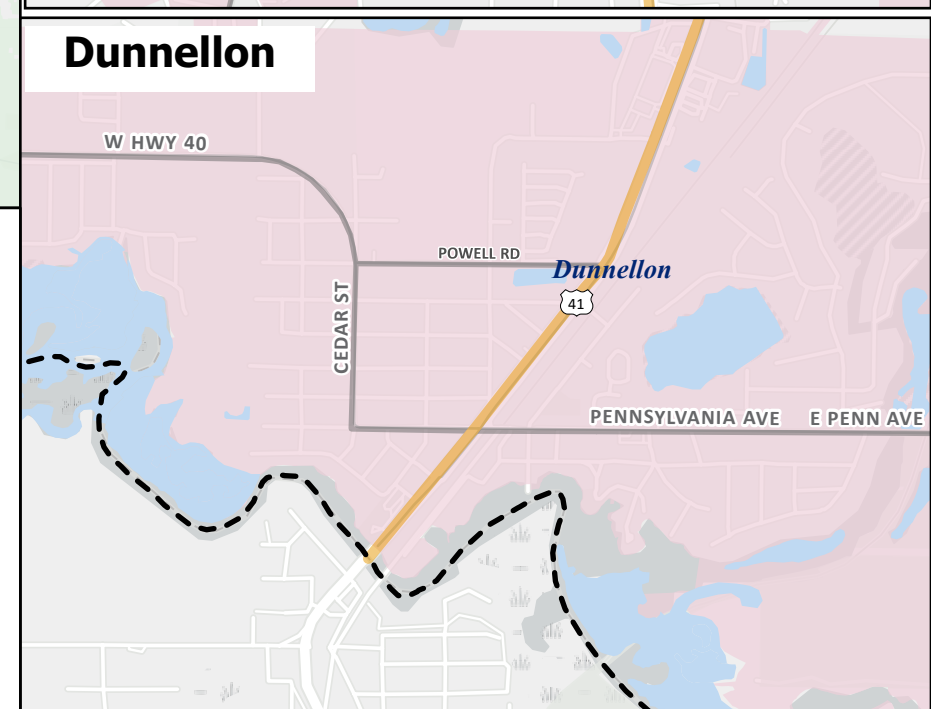 Dunnellon
W HWY 40
POWELL RD
Dunnellon
41
CEDAR ST
PENNSYLVANIA AVE
E PENN AVE